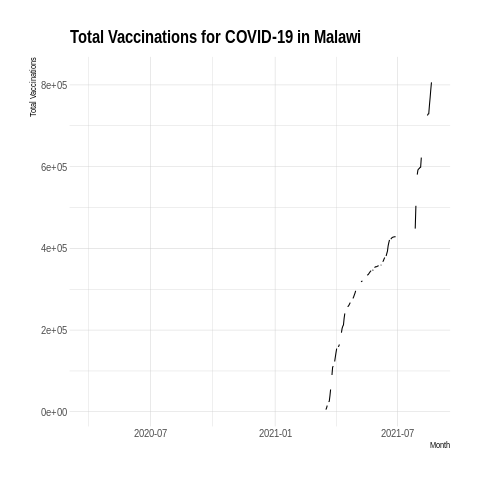 Total Vaccinations for COVID-19 in Malawi
Total Vaccinations
8e+05
6e+05
4e+05
2e+05
0e+00
2020-07 2021-01 2021-07
Month